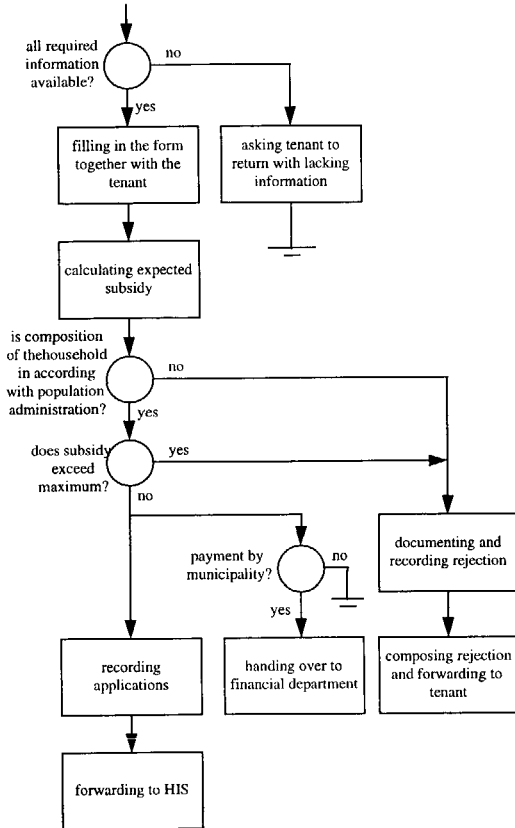 all required
information
available?
no
yes
filling in the form
together with the
tenant
asking tenant to
return with lacking
information
calculating expected
subsidy
is composition
of thehousehold
in according
with population
administration?
no
yes
does subsidy
exceed
maximum?
yes
no
payment by
municipality?
no
yes
documenting and
recording rejection
recording
applications
handing over to
financial department
composing rejection
and forwarding to
tenant
forwarding to HIS